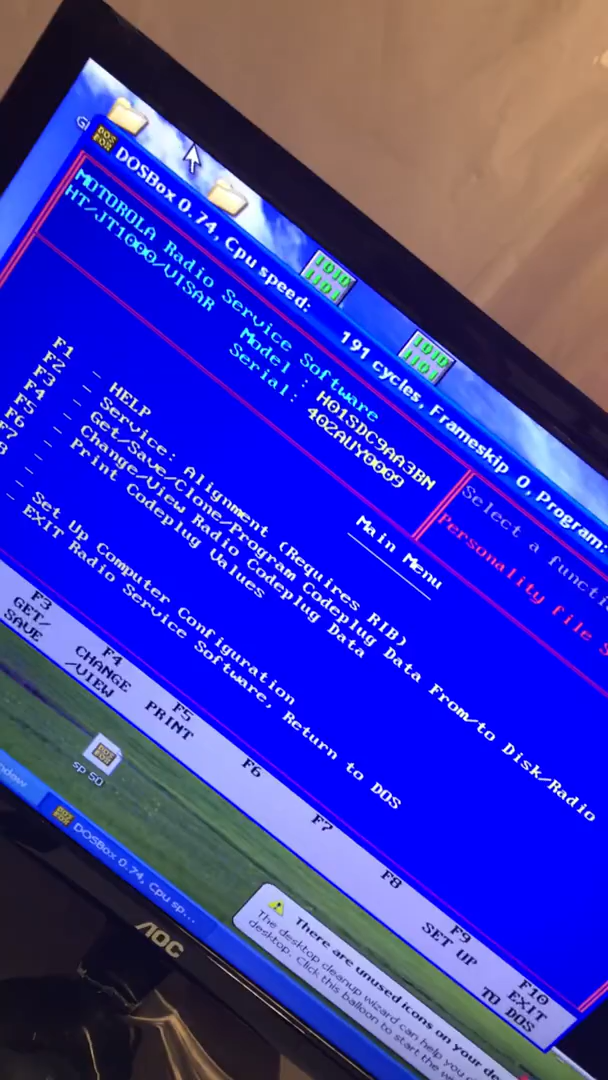 DOSBox 0.74, Cpu speed: 191 cycles, Frameskip 0, Program:
MOTOROLA Radio Service Software
HT/JT1000/VISAR
Model : H01SDC9AA3BN
Serial: 402AUY0009
Select a functi
Personality file s
Main Menu
F1 - HELP
F2 - Service: Alignment (Requires RIB)
F3 - Get/Save/Clone/Program Codeplug Data From/to Disk/Radio
F4 - Change/View Radio Codeplug Data
F5 - Print Codeplug Values
F6
F7
8
- Set Up Computer Configuration
- EXIT Radio Service Software, Return to DOS
F3
GET/
SAVE
F4
CHANGE
/VIEW
F5
PRINT
F6
F7
F8
F9
SET UP
F10
EXIT
TO DOS
sp 50
ndow
DOSBox 0.74, Cpu sp...
There are unused icons on your de
The desktop cleanup wizard can help you
desktop. Click this balloon to start the w
AOC